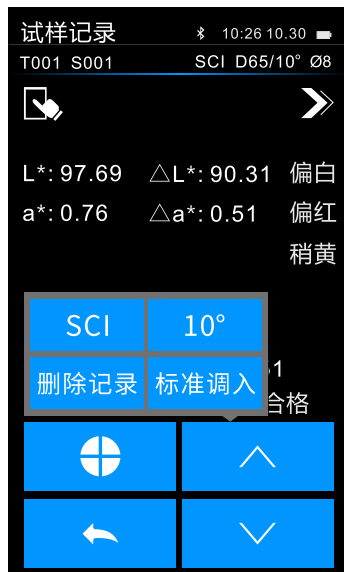 试样记录 10:26 10.30
T001 S001 SCI D65/10° Ø8
L*: 97.69 △L*: 90.31 偏白
a*: 0.76 △a*: 0.51 偏红
稍黄
SCI 10°
删除记录 标准调入
1
合格